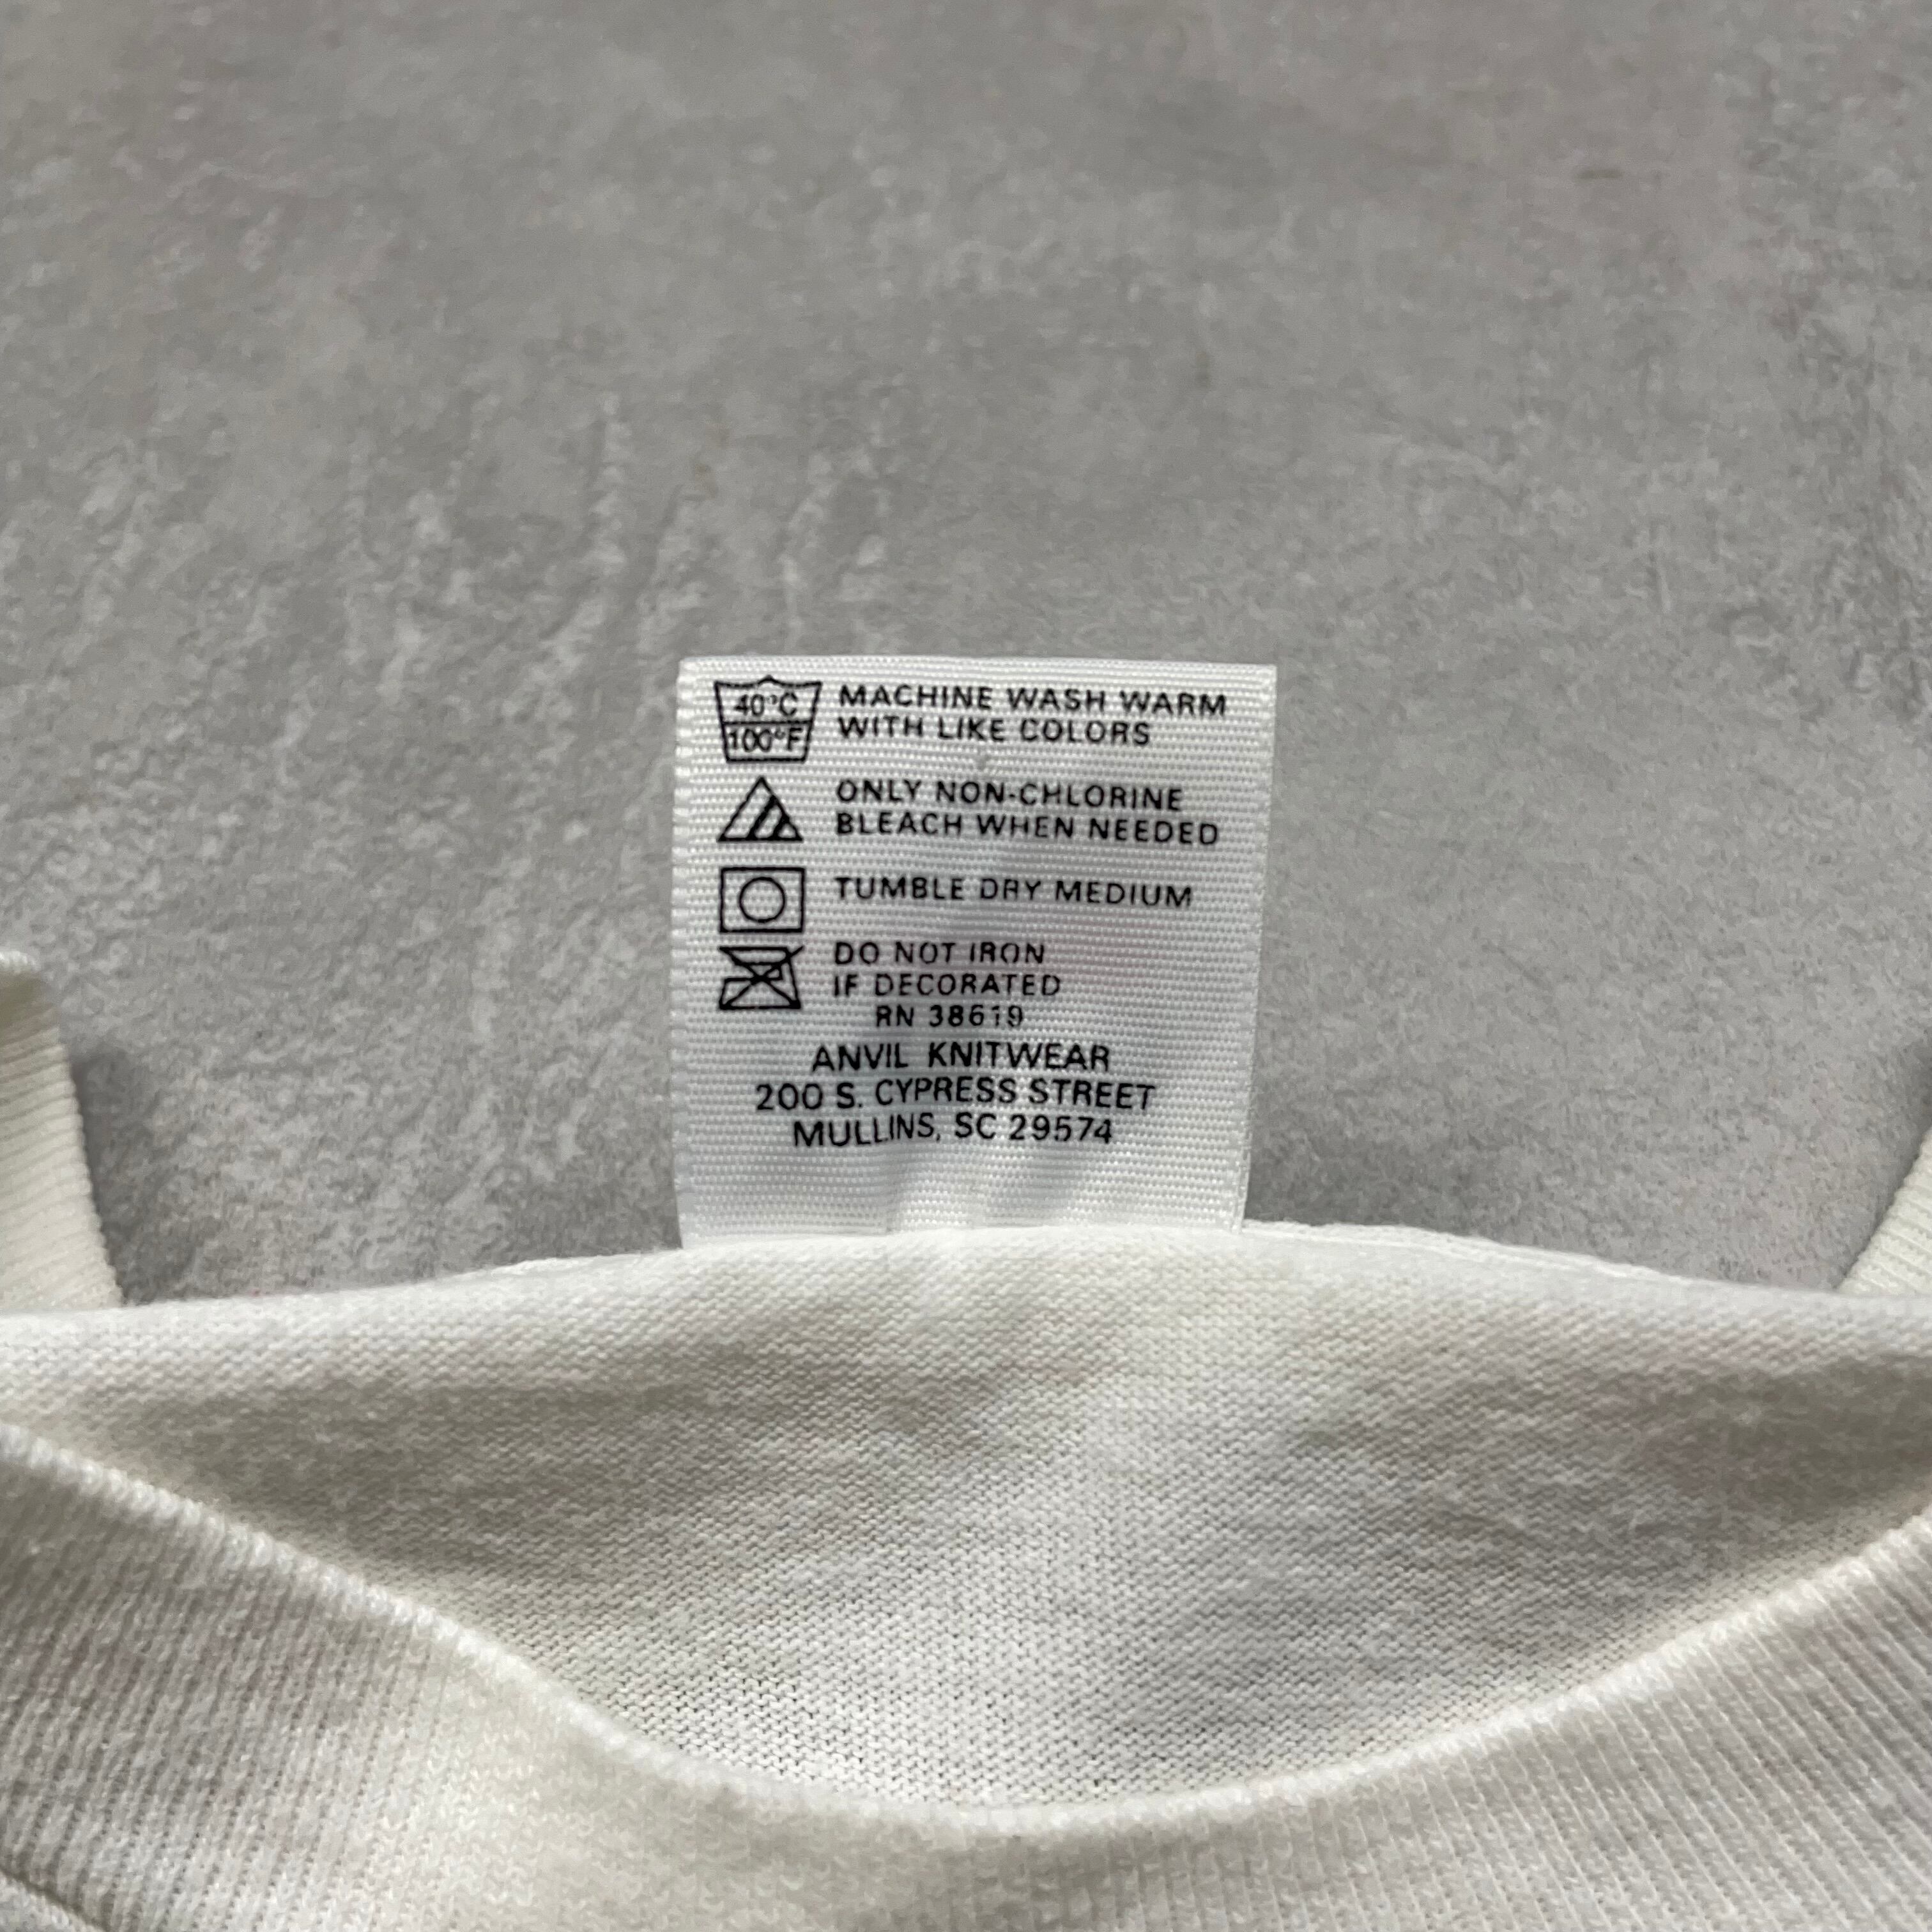 40°C
100°F
MACHINE WASH WARM
WITH LIKE COLORS
ONLY NON-CHLORINE
BLEACH WHEN NEEDED
TUMBLE DRY MEDIUM
DO NOT IRON
IF DECORATED
RN 38619
ANVIL KNITWEAR
200 S. CYPRESS STREET
MULLINS, SC 29574